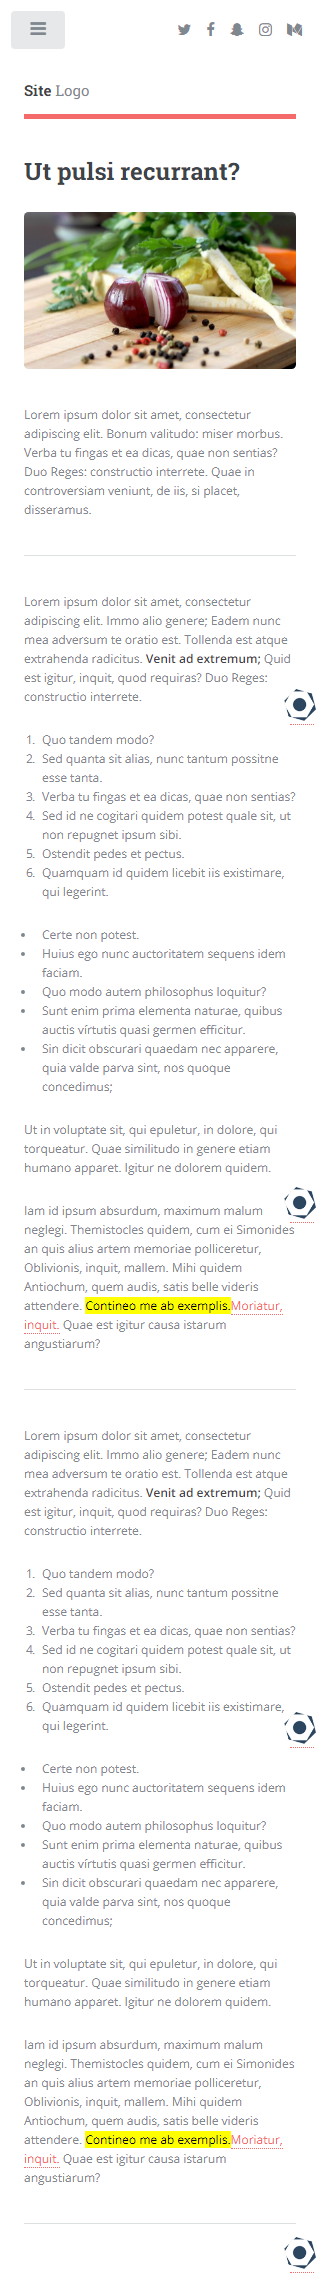 Site Logo
Ut pulsi recurrant?
Lorem ipsum dolor sit amet, consectetur
adipiscing elit. Bonum valitudo: miser morbus.
Verba tu fingas et ea dicas, quae non sentias?
Duo Reges: constructio interrete. Quae in
controversiam veniunt, de iis, si placet,
disseramus.
Lorem ipsum dolor sit amet, consectetur
adipiscing elit. Immo alio genere; Eadem nunc
mea adversum te oratio est. Tollenda est atque
extrahenda radicitus. Venit ad extremum; Quid
est igitur, inquit, quod requiras? Duo Reges:
constructio interrete.
1. Quo tandem modo?
2. Sed quanta sit alias, nunc tantum possitne
esse tanta.
3. Verba tu fingas et ea dicas, quae non sentias?
4. Sed id ne cogitari quidem potest quale sit, ut
non repugnet ipsum sibi.
5. Ostendit pedes et pectus.
6. Quamquam id quidem licebit iis existimare,
qui legerint.
• Certe non potest.
• Huius ego nunc auctoritatem sequens idem
faciam.
• Quo modo autem philosophus loquitur?
• Sunt enim prima elementa naturae, quibus
auctis vírtutis quasi germen efficitur.
• Sin dicit obscurari quaedam nec apparere,
quia valde parva sint, nos quoque
concedimus;
Ut in voluptate sit, qui epuletur, in dolore, qui
torqueatur. Quae similitudo in genere etiam
humano apparet. Igitur ne dolorem quidem.
Iam id ipsum absurdum, maximum malum
neglegi. Themistocles quidem, cum ei Simonides
an quis alius artem memoriae polliceretur,
Oblivionis, inquit, mallem. Mihi quidem
Antiochum, quem audis, satis belle videris
attendere. Contineo me ab exemplis.Moriatur,
inquit. Quae est igitur causa istarum
angustiarum?
Lorem ipsum dolor sit amet, consectetur
adipiscing elit. Immo alio genere; Eadem nunc
mea adversum te oratio est. Tollenda est atque
extrahenda radicitus. Venit ad extremum; Quid
est igitur, inquit, quod requiras? Duo Reges:
constructio interrete.
1. Quo tandem modo?
2. Sed quanta sit alias, nunc tantum possitne
esse tanta.
3. Verba tu fingas et ea dicas, quae non sentias?
4. Sed id ne cogitari quidem potest quale sit, ut
non repugnet ipsum sibi.
5. Ostendit pedes et pectus.
6. Quamquam id quidem licebit iis existimare,
qui legerint.
• Certe non potest.
• Huius ego nunc auctoritatem sequens idem
faciam.
• Quo modo autem philosophus loquitur?
• Sunt enim prima elementa naturae, quibus
auctis vírtutis quasi germen efficitur.
• Sin dicit obscurari quaedam nec apparere,
quia valde parva sint, nos quoque
concedimus;
Ut in voluptate sit, qui epuletur, in dolore, qui
torqueatur. Quae similitudo in genere etiam
humano apparet. Igitur ne dolorem quidem.
Iam id ipsum absurdum, maximum malum
neglegi. Themistocles quidem, cum ei Simonides
an quis alius artem memoriae polliceretur,
Oblivionis, inquit, mallem. Mihi quidem
Antiochum, quem audis, satis belle videris
attendere. Contineo me ab exemplis.Moriatur,
inquit. Quae est igitur causa istarum
angustiarum?